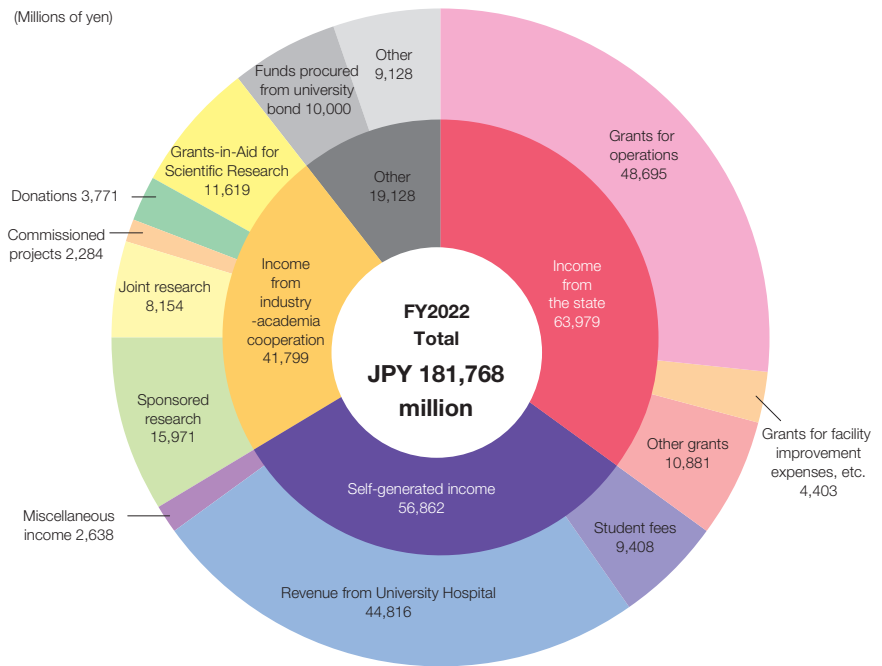 (Millions of yen)
Other
9,128
Funds procured
from university
bond 10,000
Grants for
operations
48,695
Grants-in-Aid for
Scientific Research
11,619
Other
19,128
Donations 3,771
Commissioned
projects 2,284
Joint research
8,154
Income
from
industry
-academia
cooperation
41,799
Income
from
the state
63,979
FY2022
Total
JPY 181,768
million
Sponsored
research
15,971
Other grants
10,881
Grants for facility
improvement
expenses, etc.
4,403
Self-generated income
56,862
Miscellaneous
income 2,638
Student fees
9,408
Revenue from University Hospital
44,816